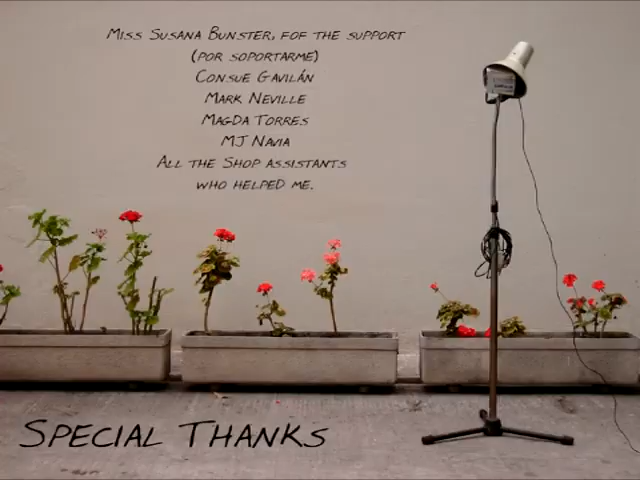 Miss Susana Bunster, fof the support
(por soportarme)
Consue Gavilán
Mark Neville
Magda Torres
MJ Navia
All the Shop assistants
who helped me.
Special Thanks